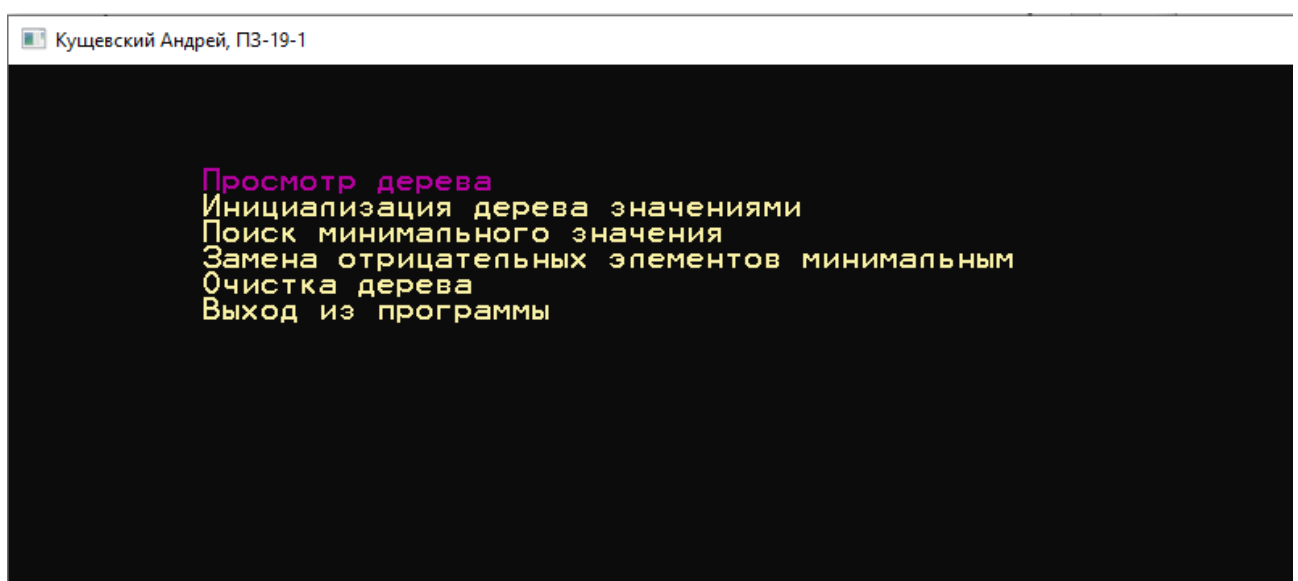 Кущевский Андрей, ПЗ-19-1
Просмотр дерева
Инициализация дерева значениями
Поиск минимального значения
Замена отрицательных элементов минимальным
Очистка дерева
Выход из программы